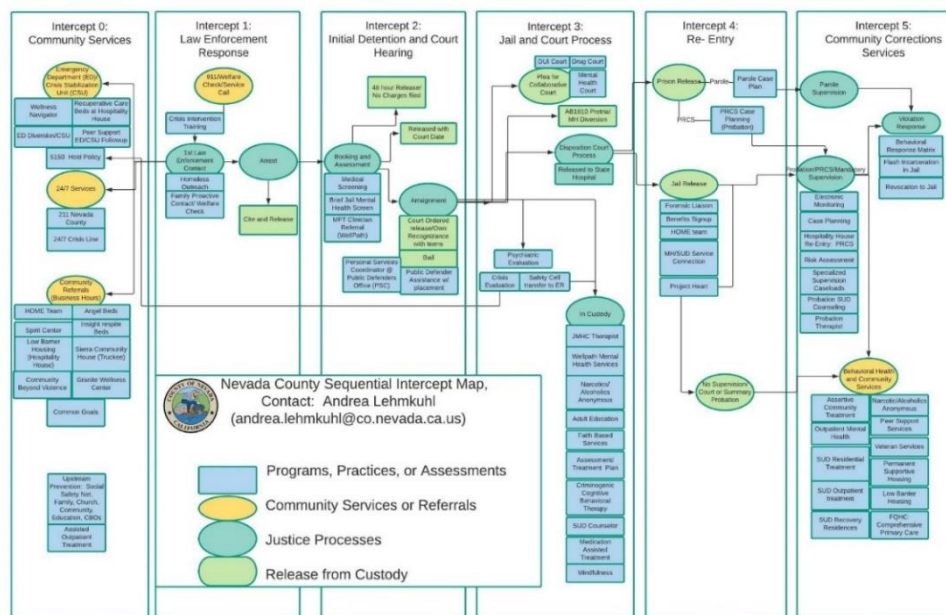 Intercept 0:
Community Services
Emergency
Department (ED)/
Crisis Stabilization
Unit (CSU)
Wellness
Navigator
Recuperative Care
Beds at Hospitality
House
ED Diversion/CSU
Peer Support
ED/CSU Followup
5150 Host Policy
24/7 Services
211 Nevada
County
24/7 Crisis Line
Community
Referrals
(Business Hours)
HOME Team
Angel Beds
Spirit Center
Insight respite
Beds
Low Barrier
Housing
(Hospitality
House)
Sierra Community
House (Truckee)
Community
Beyond Violence
Granite Wellness
Center
Common Goals
Upstream
Prevention: Social
Safety Net,
Family, Church,
Community,
Education, CBOs
Assisted
Outpatient
Treatment
Intercept 1:
Law Enforcement
Response
911/Welfare
Check/Service
Call
Crisis Intervention
Training
1st Law
Enforcement
Contact
Homeless
Outreach
Family Proactive
Contact/ Welfare
Check
Arrest
Cite and Release
Intercept 2:
Initial Detention and Court
Hearing
48 hour Release/
No Charges filed
Released with
Court Date
Booking and
Assessment
Medical
Screening
Brief Jail Mental
Health Screen
MFT Clinician
Referral
(WellPath)
Arraignment
Court Ordered
release/Own
Recognizance
with teens
Bail
Personal Services
Coordinator @
Public Defenders
Office (PSC)
Public Defender
Assistance w/
placement
Intercept 3:
Jail and Court Process
DUI Court
Drug Court
Plea for
Collaborative
Court
Mental
Health
Court
AB1810 Pretrial
MH Diversion
Disposition Court
Process
Released to State
Hospital
Psychiatric
Evaluation
Crisis
Evaluation
Safety Cell
transfer to ER
In Custody
JMHC Therapist
Wellpath Mental
Health Services
Narcotics/
Alcoholics
Anonymous
Adult Education
Faith Based
Services
Assessment/
Treatment Plan
Criminogenic
Cognitive
Behavioral
Therapy
SUD Counselor
Medication
Assisted
Treatment
Mindfulness
Intercept 4:
Re- Entry
Prison Release
Parole
Parole Case
Plan
PRCS
PRCS Case
Planning
(Probation)
Jail Release
Forensic Liaison
Benefits Signup
HOME team
MH/SUD Service
Connection
Project Heart
No Supervision/
Court or Summary
Probation
Intercept 5:
Community Corrections
Services
Parole
Supervision
Violation
Response
Behavioral
Response Matrix
Flash Incarceration
in Jail
Revocation to Jail
Probation/PRCS/Mandatory
Supervision
Electronic
Monitoring
Case Planning
Hospitality House
Re-Entry: PRCS
Risk Assessment
Specialized
Supervision
Caseloads
Probation SUD
Counseling
Probation
Therapist
Behavioral Health
and Community
Services
Assertive
Community
Treatment
Narcotic/Alcoholics
Anonymous
Peer Support
Services
Outpatient Mental
Health
Veteran Services
SUD Residential
Treatment
Permanent
Supportive
Housing
SUD Outpatient
treatment
Low Barrier
Housing
SUD Recovery
Residences
FQHC:
Comprehensive
Primary Care
COUNTY OF NEVADA
CALIFORNIA
Nevada County Sequential Intercept Map,
Contact: Andrea Lehmkuhl
(andrea.lehmkuhl@co.nevada.ca.us)
Programs, Practices, or Assessments
Community Services or Referrals
Justice Processes
Release from Custody